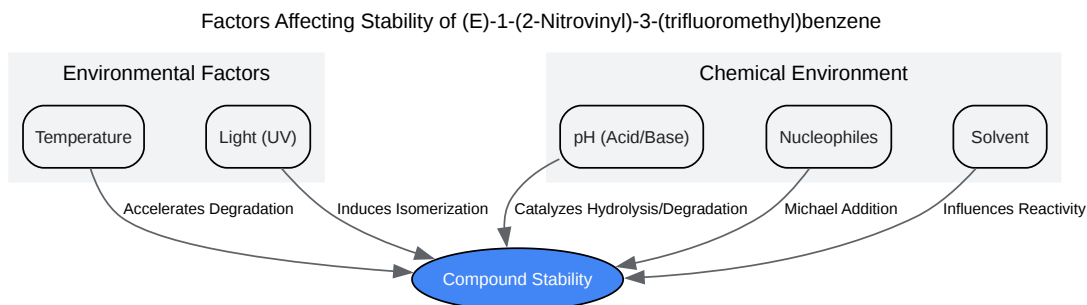 Factors Affecting Stability of (E)-1-(2-Nitrovinyl)-3-(trifluoromethyl)benzene
Environmental Factors
Chemical Environment
Temperature
Light (UV)
pH (Acid/Base)
Nucleophiles
Solvent
Accelerates Degradation
Induces Isomerization
Catalyzes Hydrolysis/Degradation
Michael Addition
Influences Reactivity
Compound Stability